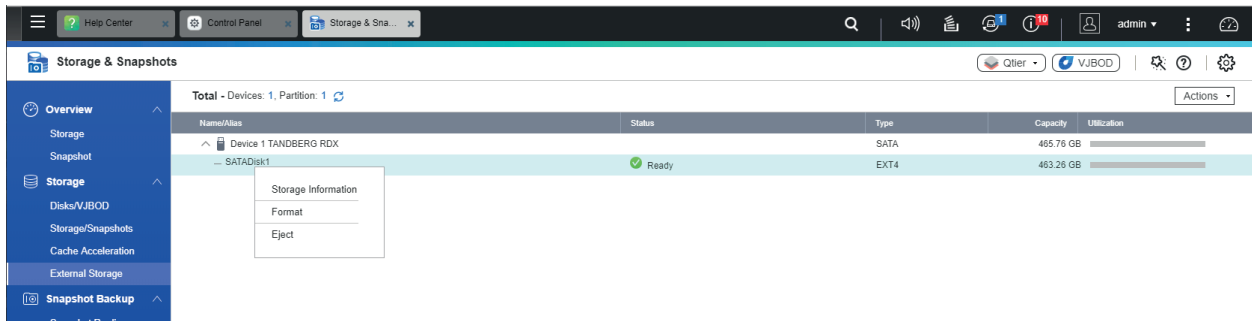 Help Center
Control Panel
Storage & Sna...
1
10
admin
Storage & Snapshots
Qtier
VJBOD
Overview
Storage
Snapshot
Storage
Disks/VJBOD
Storage/Snapshots
Cache Acceleration
External Storage
Snapshot Backup
Total - Devices: 1, Partition: 1
Actions
Name/Alias Status Type Capacity Utilization
Device 1 TANDBERG RDX SATA 465.76 GB
SATADisk1 Ready EXT4 463.26 GB
Storage Information
Format
Eject